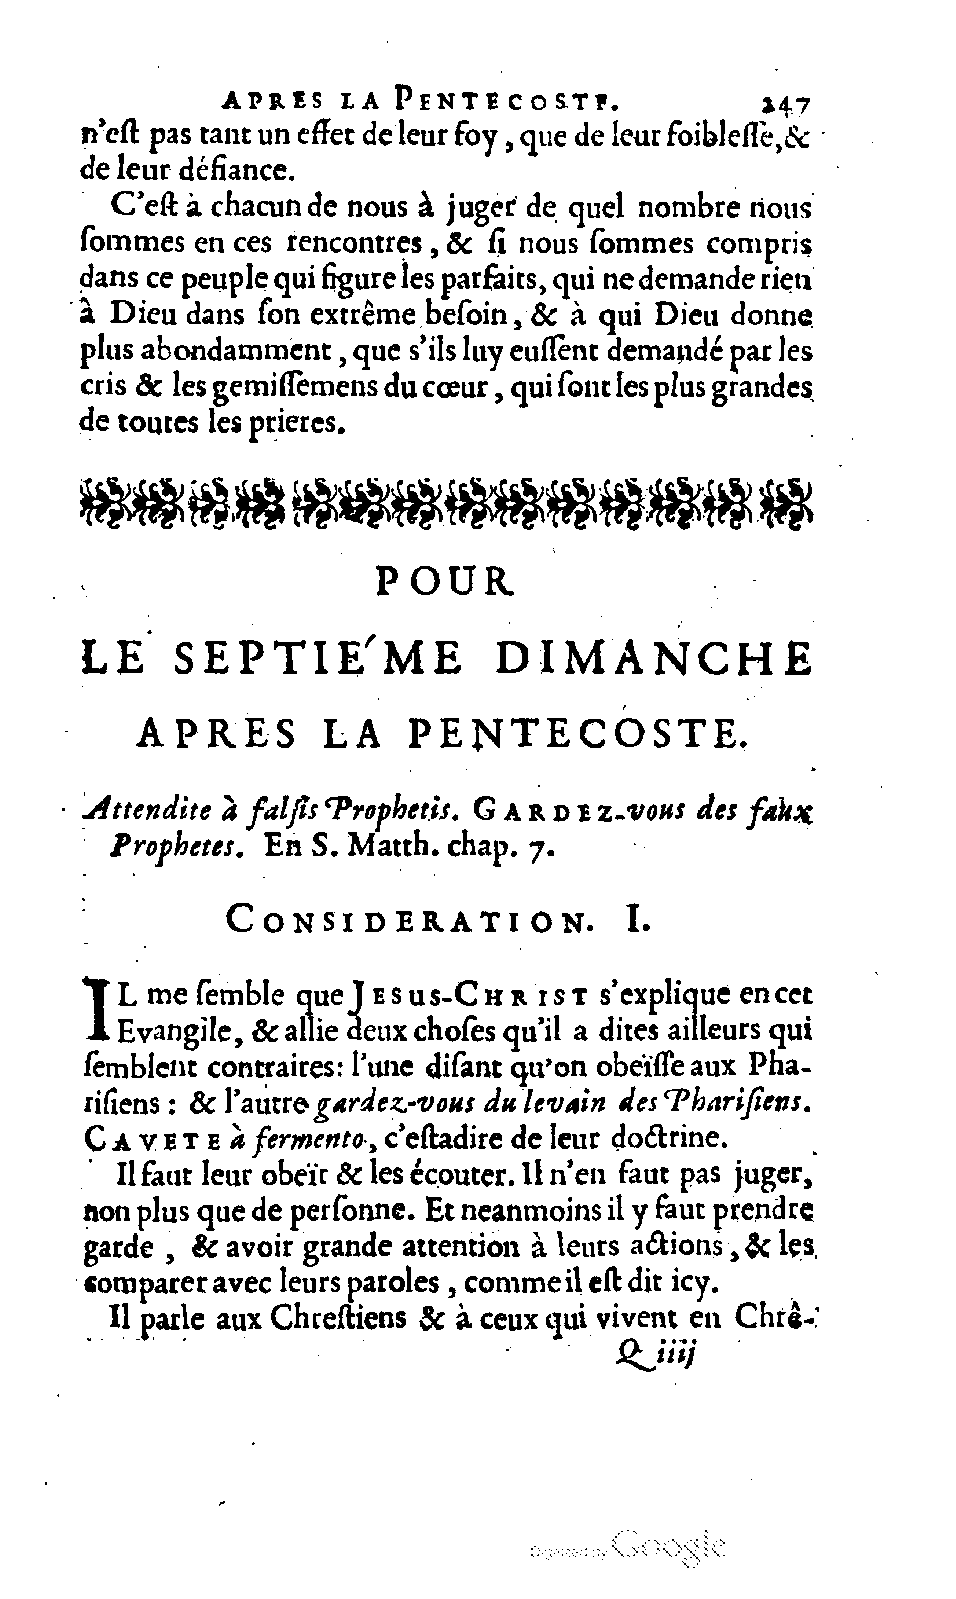 APRES LA PENTECOSTE. 247
n'eſt pas tant un effet de leur foy, que de leur foibleſſe, &
de leur défiance.
C'eſt à chacun de nous à juger de quel nombre nous
ſommes en ces rencontres, & ſi nous ſommes compris
dans ce peuple qui figure les parfaits, qui ne demande rien
à Dieu dans ſon extrême beſoin, & à qui Dieu donne
plus abondamment, que s'ils luy euſſent demandé par les
cris & les gemiſſemens du cœur, qui ſont les plus grandes
de toutes les prieres.
POUR
LE SEPTIE'ME DIMANCHE
APRES LA PENTECOSTE.
Attendite à falſis Prophetis. GARDEZ-vous des faux
Prophetes. En S. Matth. chap. 7.
CONSIDERATION. I.
IL me ſemble que JESUS-CHRIST s'explique en cet
Evangile, & allie deux choſes qu'il a dites ailleurs qui
ſemblent contraires: l'une diſant qu'on obeïſſe aux Pha-
riſiens : & l'autre gardez-vous du levain des Phariſiens.
CAVETE à fermento, c'eſtadire de leur doctrine.
Il faut leur obeïr & les écouter. Il n'en faut pas juger,
non plus que de perſonne. Et neanmoins il y faut prendre
garde, & avoir grande attention à leurs actions, & les
comparer avec leurs paroles, comme il eſt dit icy.
Il parle aux Chreſtiens & à ceux qui vivent en Chrê-
Q iiij
Digitized by Google